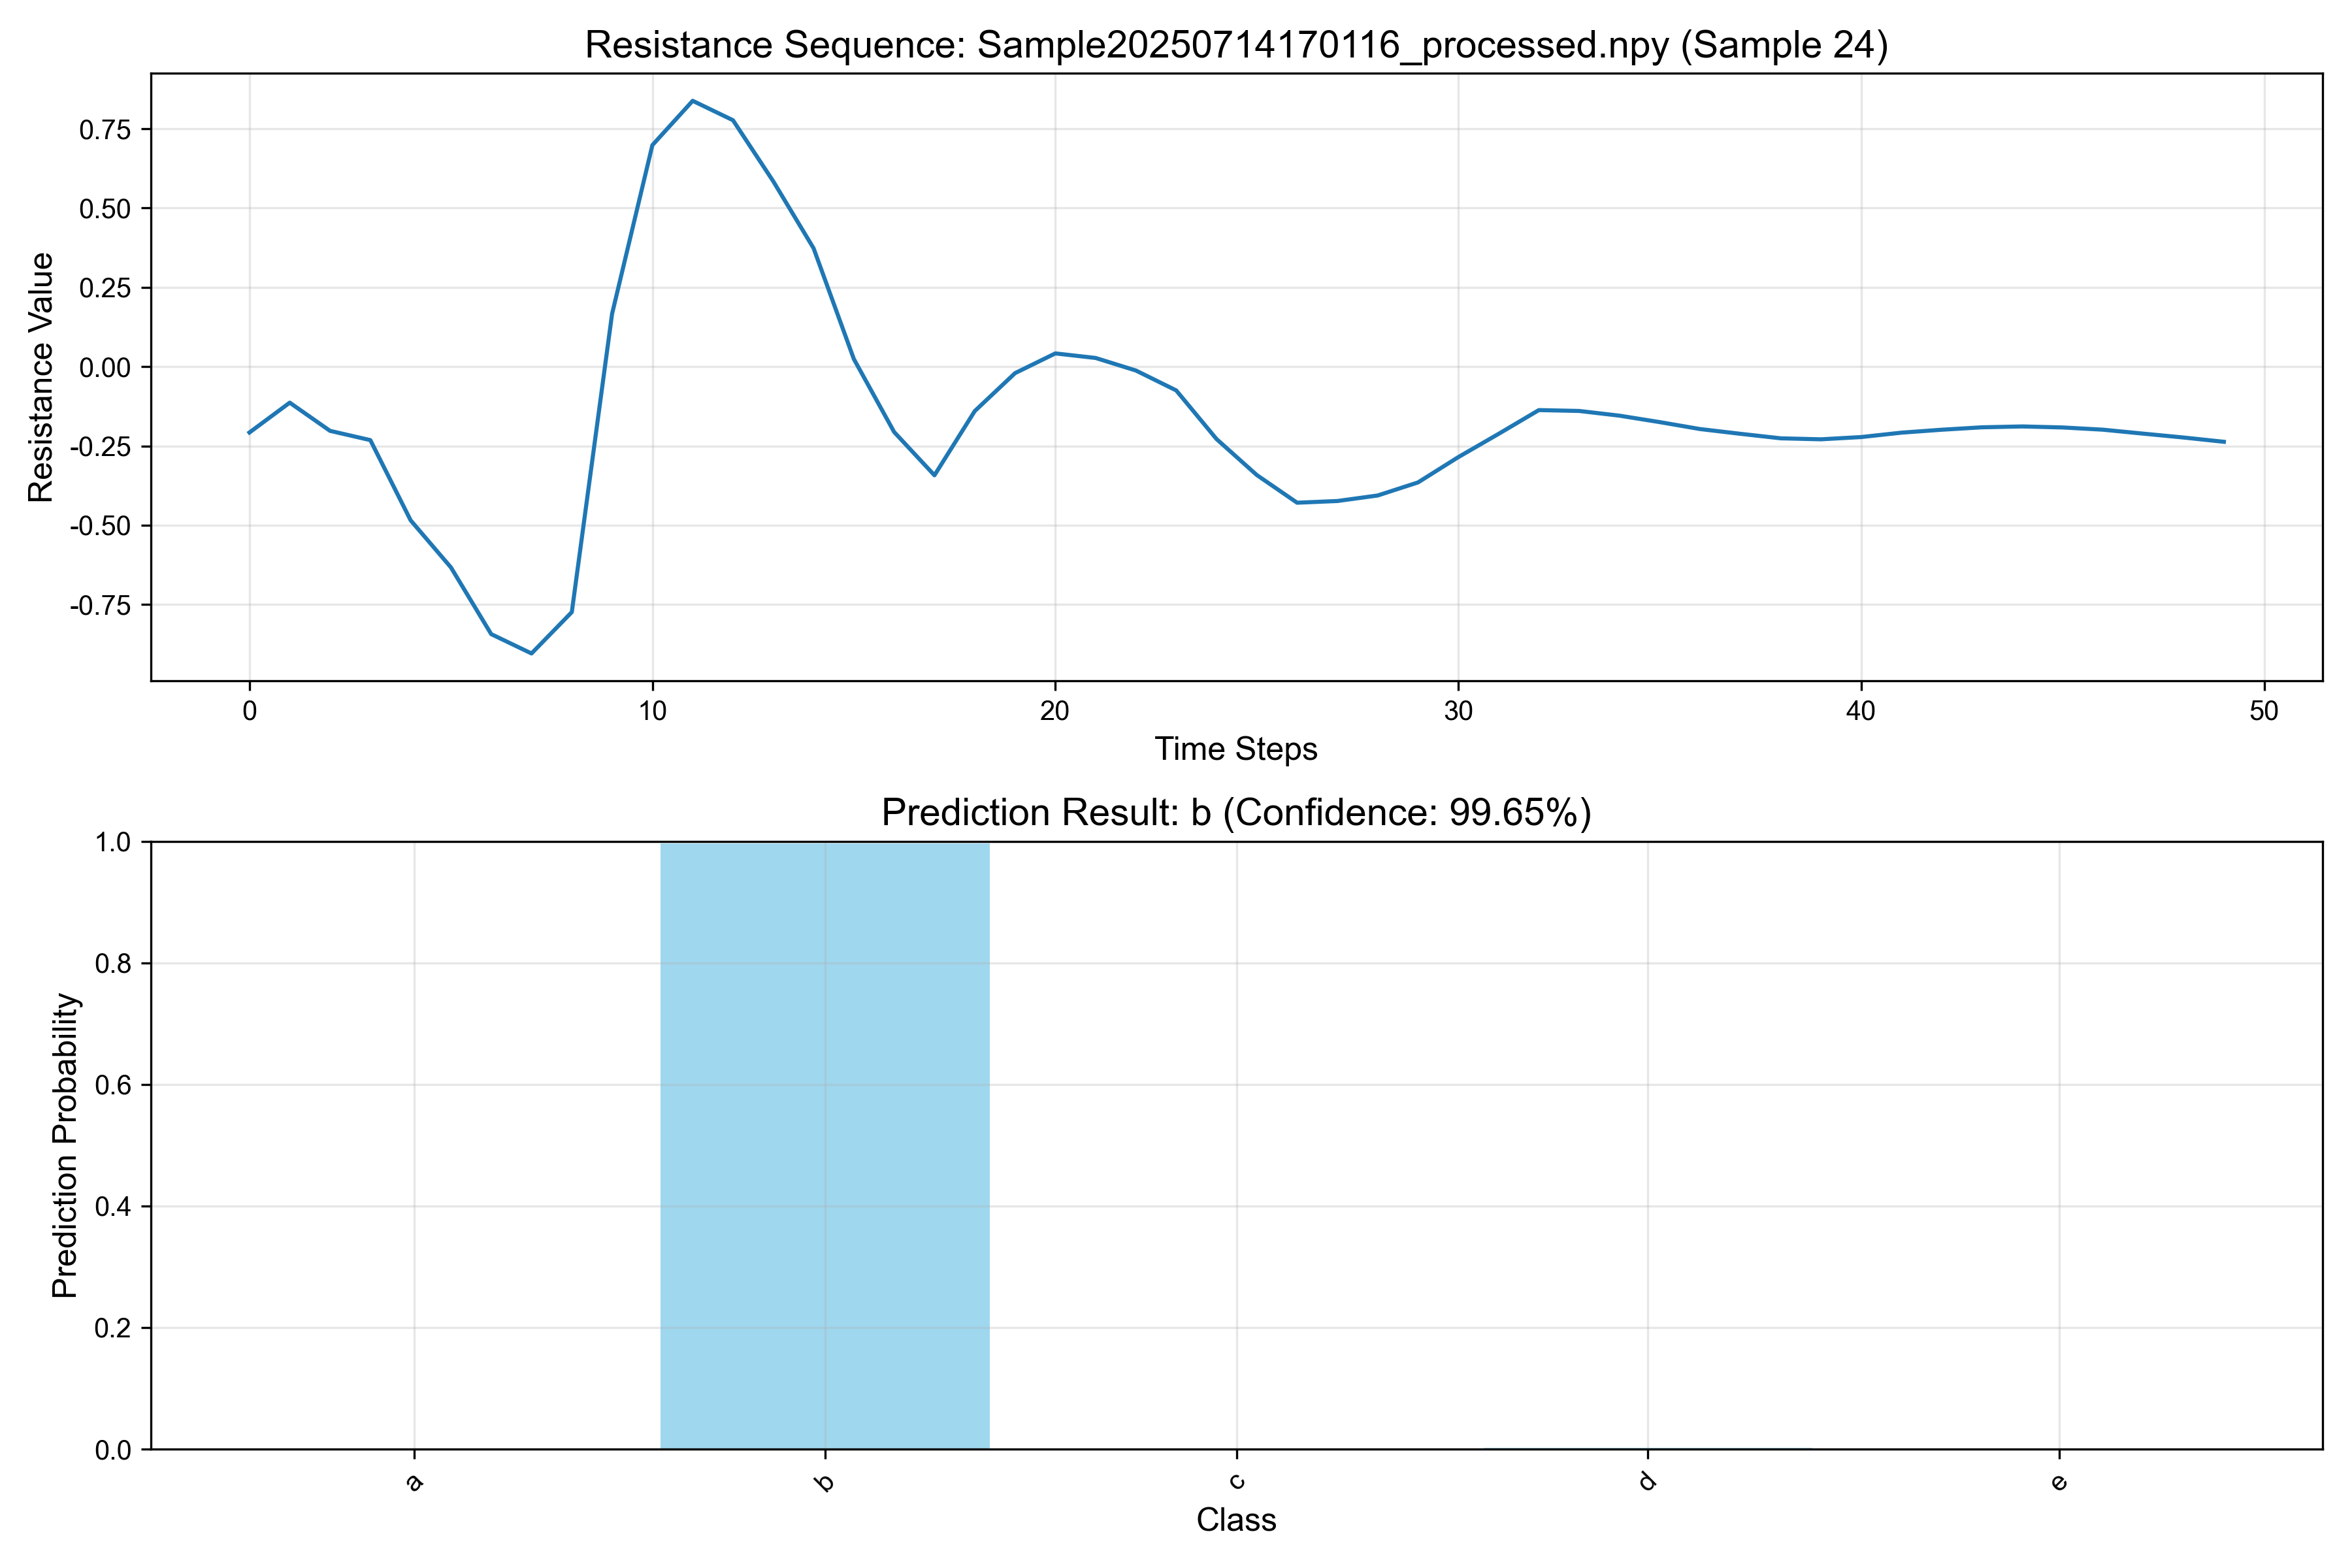 Resistance Sequence: Sample20250714170116_processed.npy (Sample 24)
Resistance Value
0.75
0.50
0.25
0.00
-0.25
-0.50
-0.75
0 10 20 30 40 50
Time Steps
Prediction Result: b (Confidence: 99.65%)
Prediction Probability
1.0
0.8
0.6
0.4
0.2
0.0
a b c d e
Class